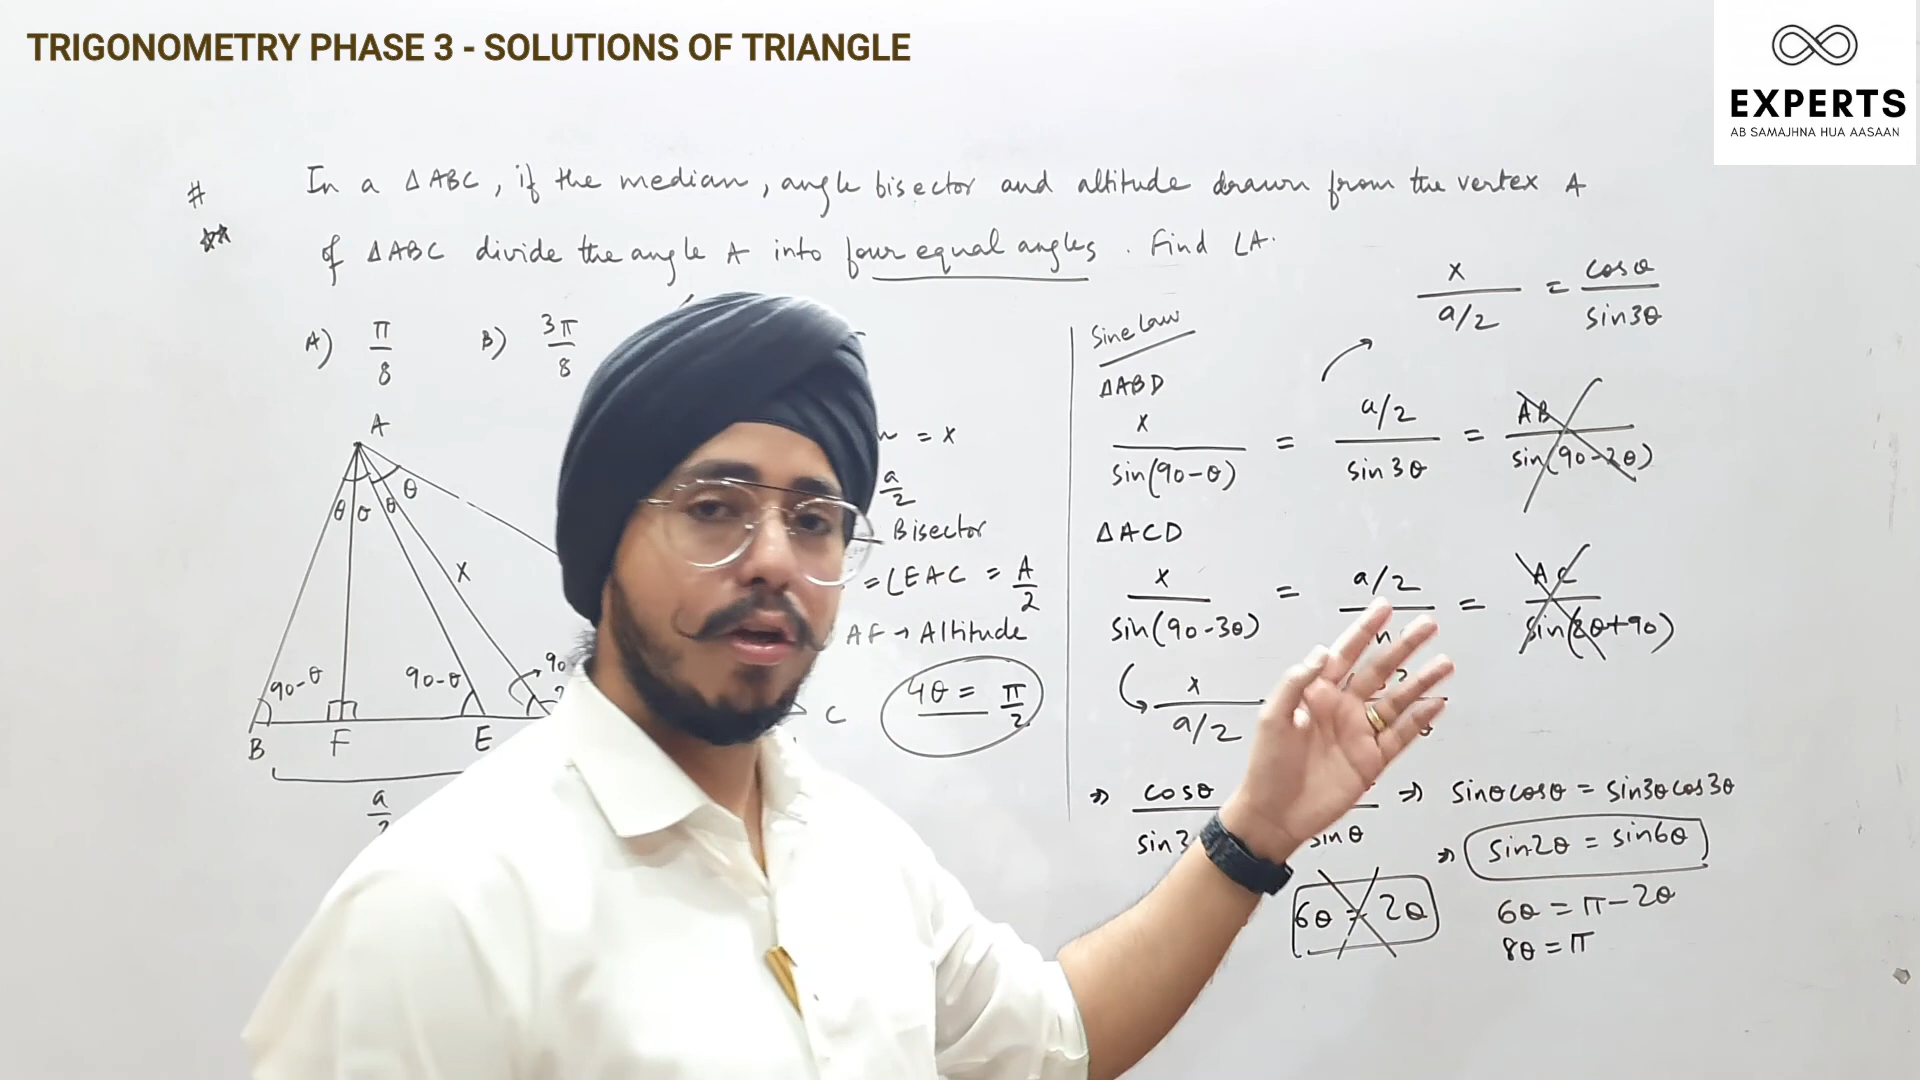 TRIGONOMETRY PHASE 3 - SOLUTIONS OF TRIANGLE
EXPERTS
AB SAMAJHNA HUA AASAAN
# In a ΔABC, if the median, angle bisector and altitude drawn from the vertex A
of ΔABC divide the angle A into four equal angles. Find ∠A.
A) π/8 B) 3π/8
A
θ θ θ θ
x
90-θ 90-θ 90
B F E C
a/2
= x
a/2
Bisector
= ∠EAC = A/2
AF → Altitude
4θ = π/2
Sine Law
x/(a/2) = cosθ/sin3θ
ΔABD
x/sin(90-θ) = (a/2)/sin3θ = AB/sin(90-2θ)
ΔACD
x/sin(90-3θ) = a/2 = AC/sin(2θ+90)
x/(a/2)
⇒ cosθ sinθ ⇒ sinθcosθ = sin3θcos3θ
⇒ sin2θ = sin6θ
6θ = 2θ 6θ = π-2θ
8θ = π